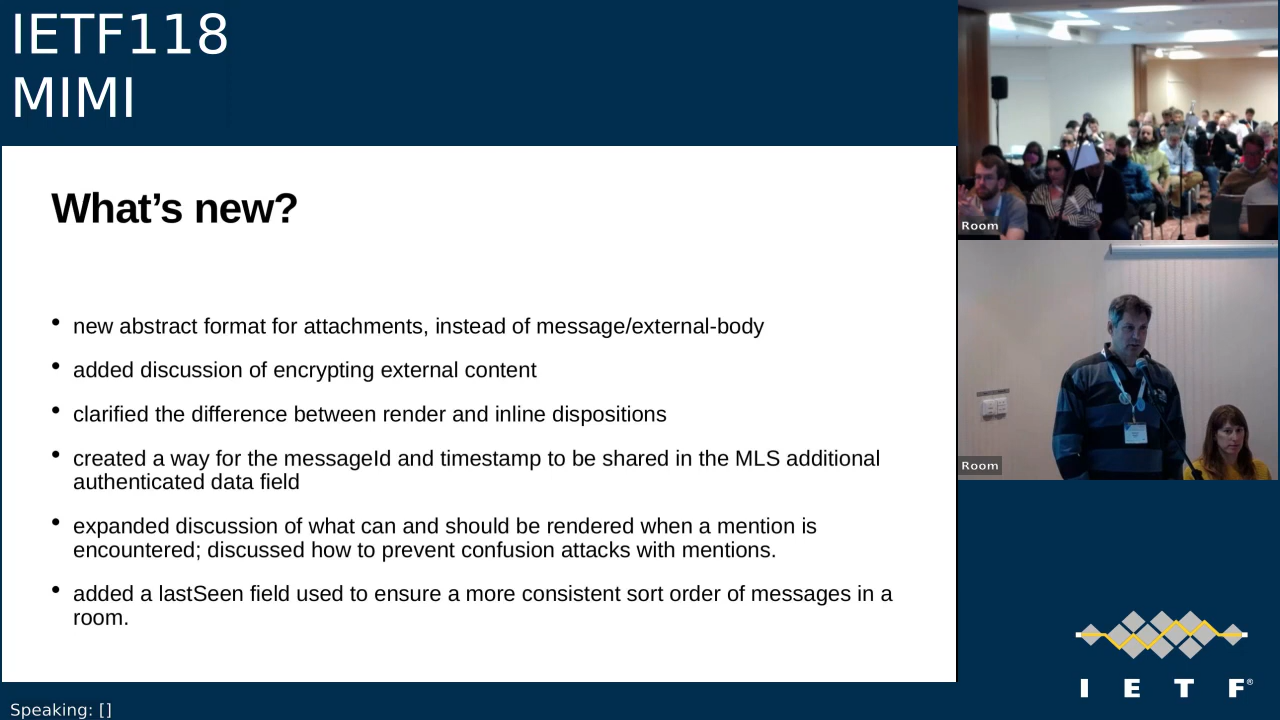 IETF118
MIMI
What’s new?
• new abstract format for attachments, instead of message/external-body
• added discussion of encrypting external content
• clarified the difference between render and inline dispositions
• created a way for the messageId and timestamp to be shared in the MLS additional
authenticated data field
• expanded discussion of what can and should be rendered when a mention is
encountered; discussed how to prevent confusion attacks with mentions.
• added a lastSeen field used to ensure a more consistent sort order of messages in a
room.
Room
Room
I E T F®
Speaking: []